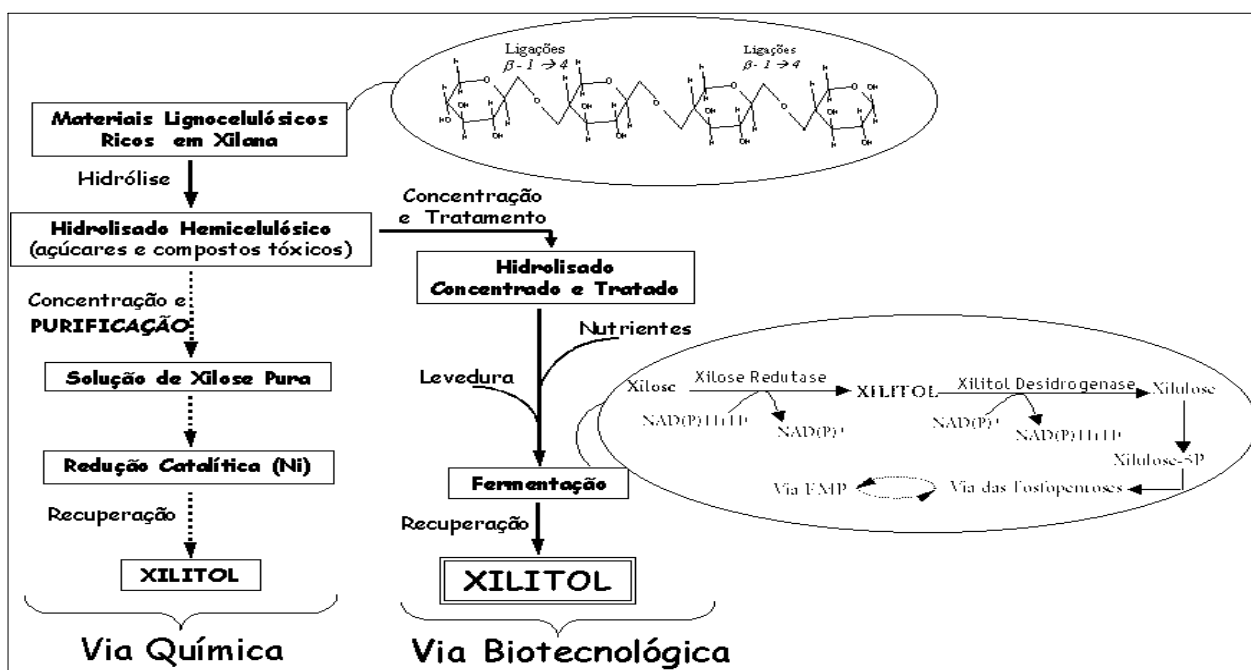 Ligações
β-1→4
Ligações
β-1→4
Materiais Lignocelulósicos
Ricos em Xilana
Hidrólise
Concentração
e Tratamento
Hidrolisado Hemicelulósico
(açúcares e compostos tóxicos)
Hidrolisado
Concentrado e Tratado
Concentração e
PURIFICAÇÃO
Nutrientes
Solução de Xilose Pura
Levedura
Xilose
Xilose Redutase
XILITOL
Xilitol Desidrogenase
Xilulose
NAD(P)H+H+
NAD(P)+
NAD(P)+
NAD(P)H+H+
Xilulose-5P
Redução Catalítica (Ni)
Fermentação
Via EMP
Via das Fosfopentoses
Recuperação
Recuperação
XILITOL
XILITOL
Via Química
Via Biotecnológica